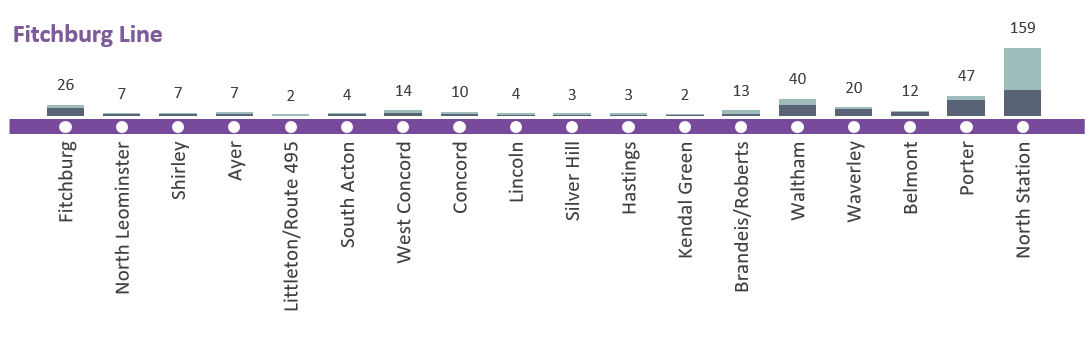 Fitchburg Line
26
7
7
7
2
4
14
10
4
3
3
2
13
40
20
12
47
159
Fitchburg
North Leominster
Shirley
Ayer
Littleton/Route 495
South Acton
West Concord
Concord
Lincoln
Silver Hill
Hastings
Kendal Green
Brandeis/Roberts
Waltham
Waverley
Belmont
Porter
North Station